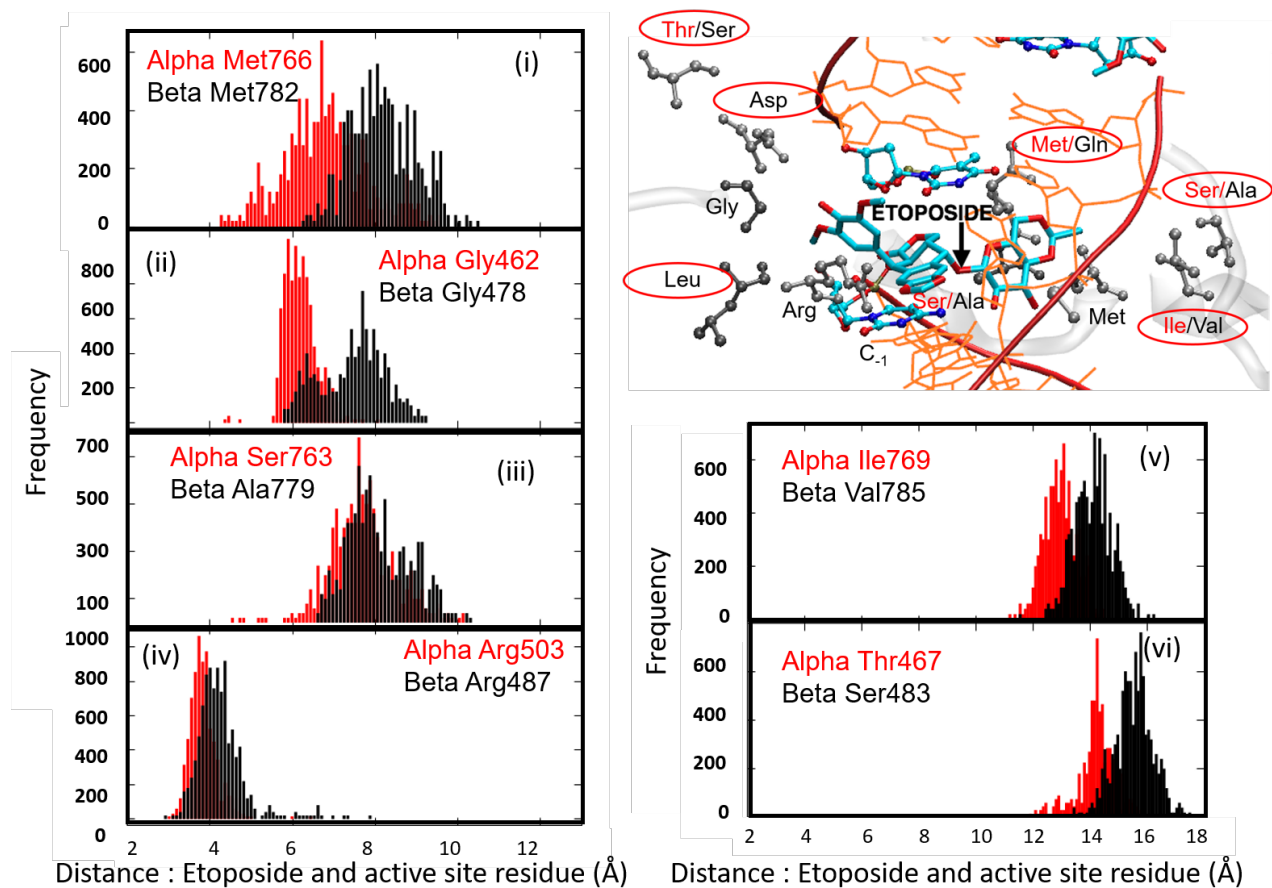 Frequency
600
400
200
0
Alpha Met766
Beta Met782
(i)
800
600
400
200
(ii)
Alpha Gly462
Beta Gly478
700
500
300
100
Alpha Ser763
Beta Ala779
(iii)
1000
800
600
400
200
0
(iv)
Alpha Arg503
Beta Arg487
2 4 6 8 10 12
Distance : Etoposide and active site residue (Å)
Thr/Ser
Asp
Met/Gln
Ser/Ala
Gly
ETOPOSIDE
Leu
Arg
Ser/Ala
Met
Ile/Val
C-1
Frequency
600
400
200
0
Alpha Ile769
Beta Val785
(v)
600
400
200
0
Alpha Thr467
Beta Ser483
(vi)
2 4 6 8 10 12 14 16 18
Distance : Etoposide and active site residue (Å)